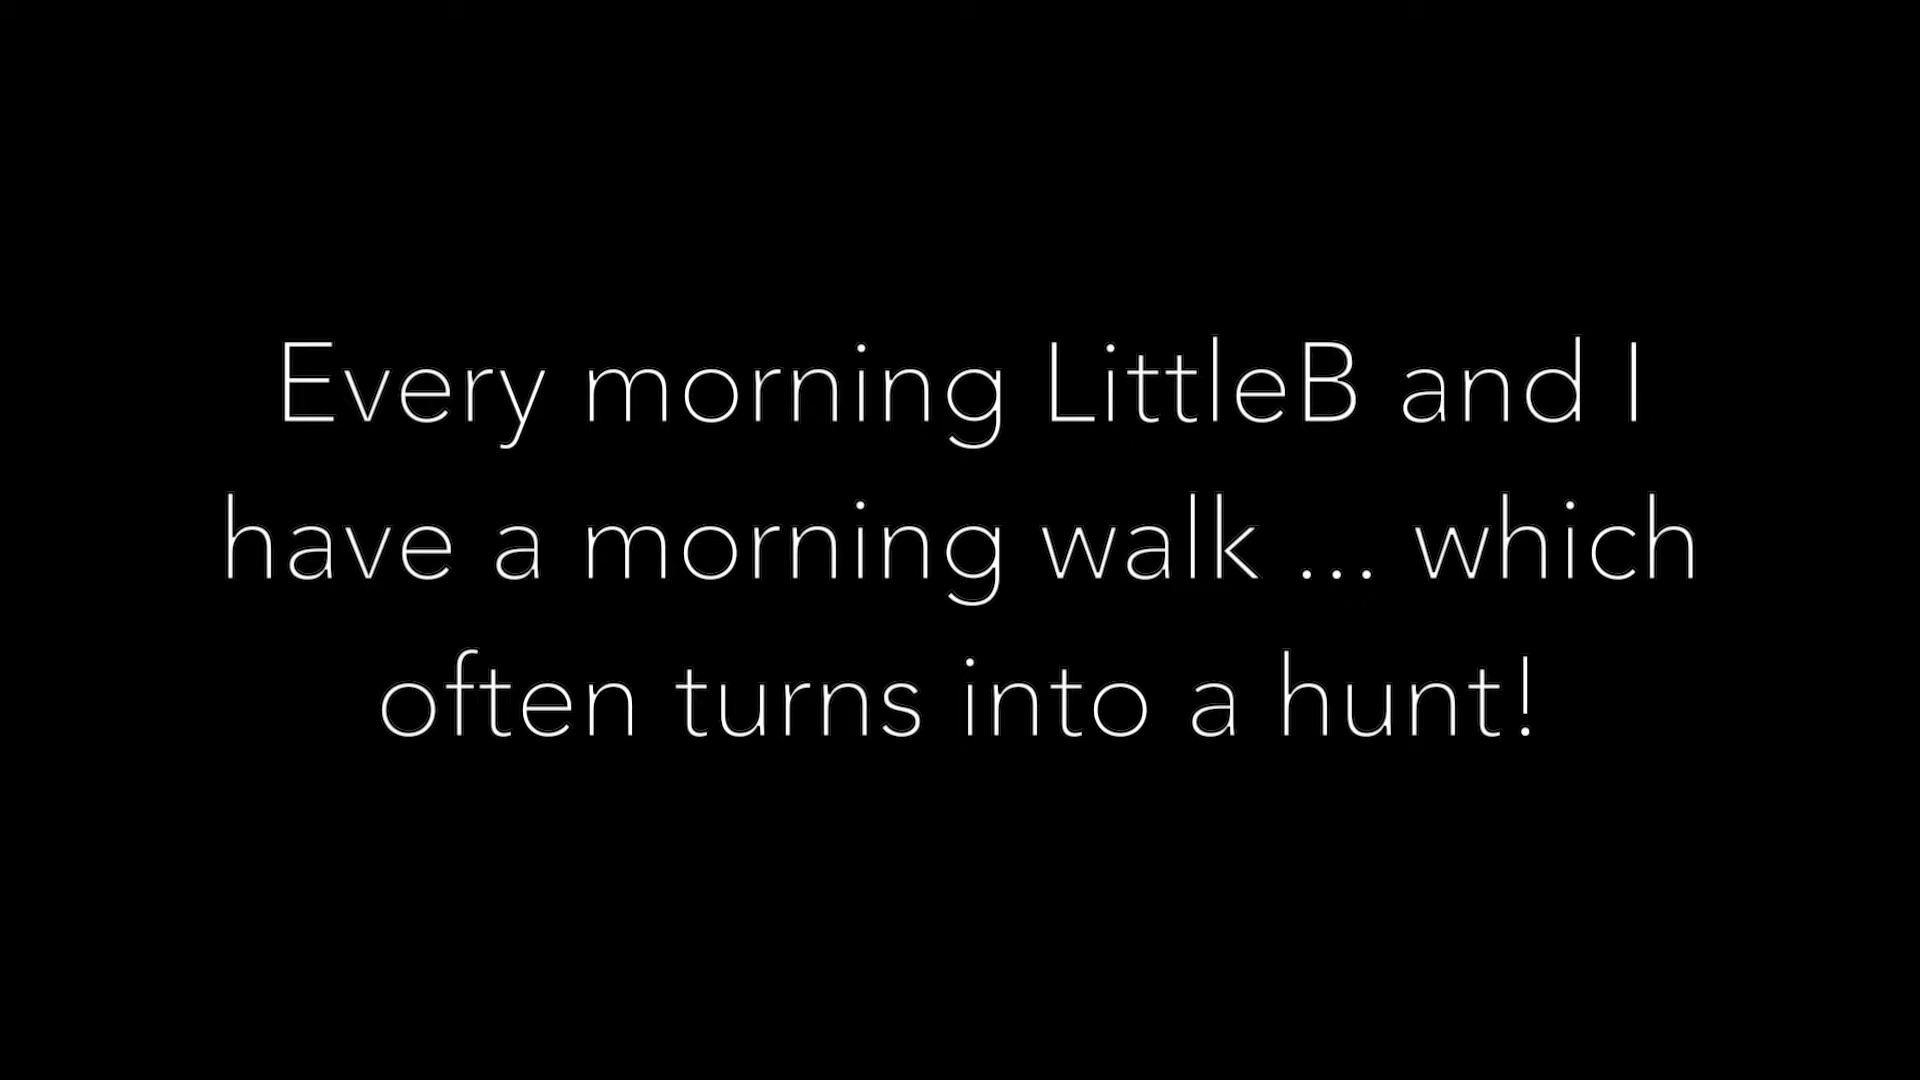 Every morning LittleB and I
have a morning walk ... which
often turns into a hunt!